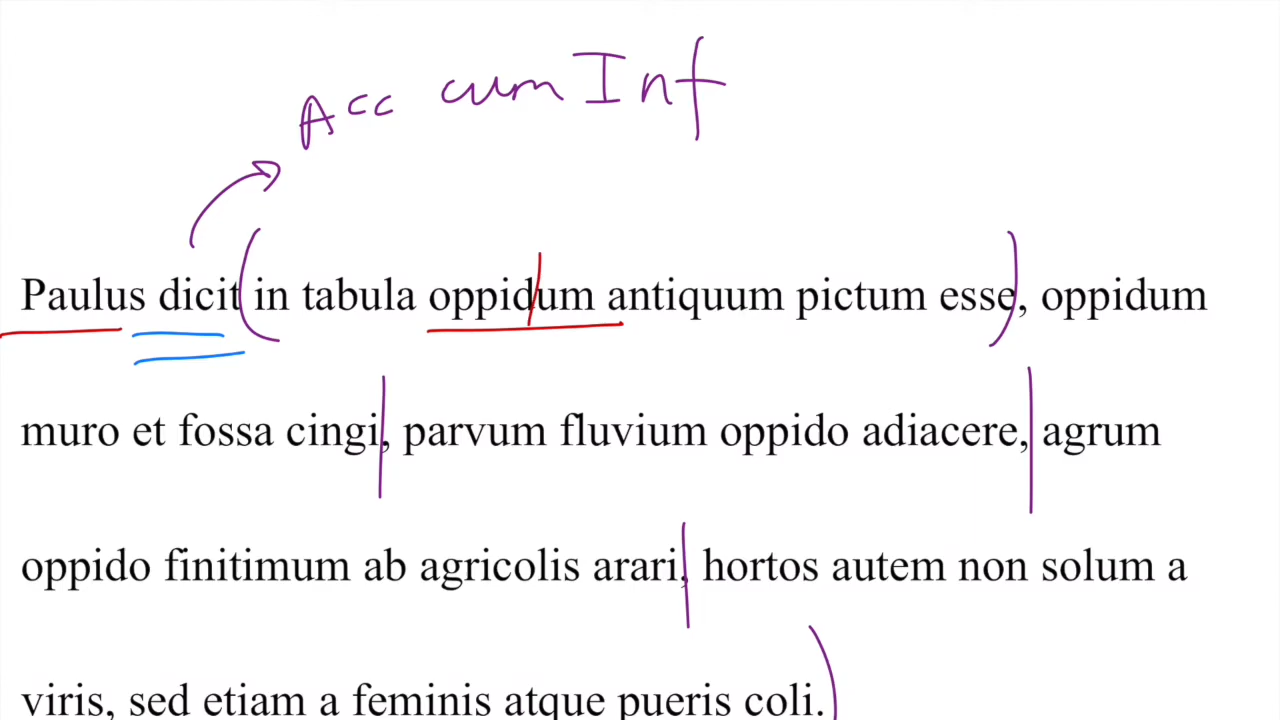 Acc cum Inf
Paulus dicit in tabula oppidum antiquum pictum esse, oppidum
muro et fossa cingi, parvum fluvium oppido adiacere, agrum
oppido finitimum ab agricolis arari, hortos autem non solum a
viris, sed etiam a feminis atque pueris coli.